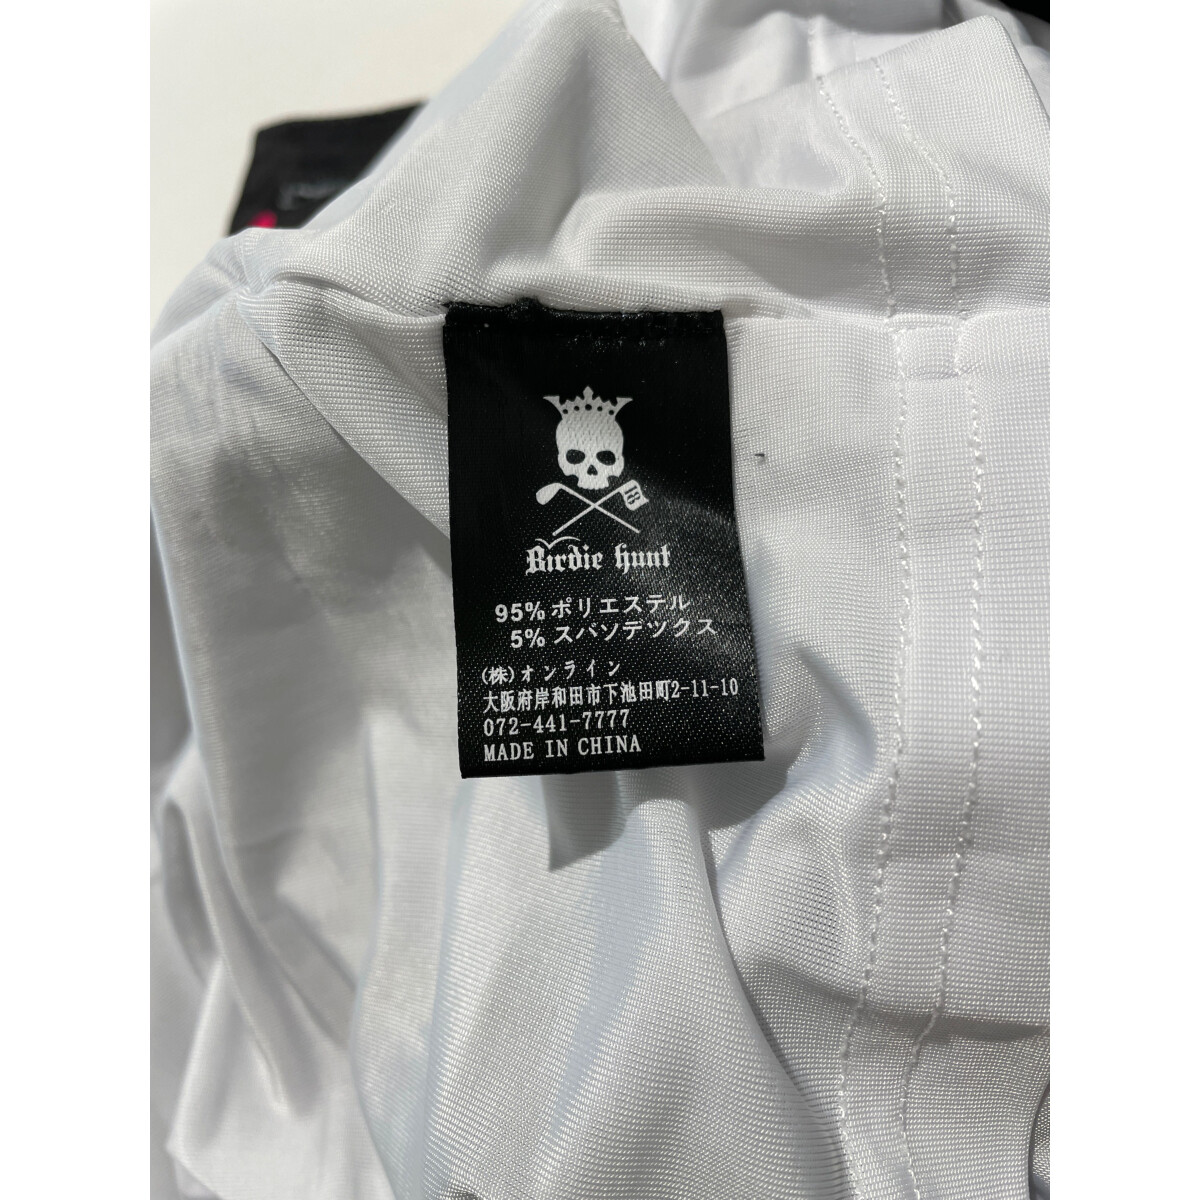 Birdie hunt
95% ポリエステル
5% スパソデツクス
(株)オンライン
大阪府岸和田市下池田町2-11-10
072-441-7777
MADE IN CHINA